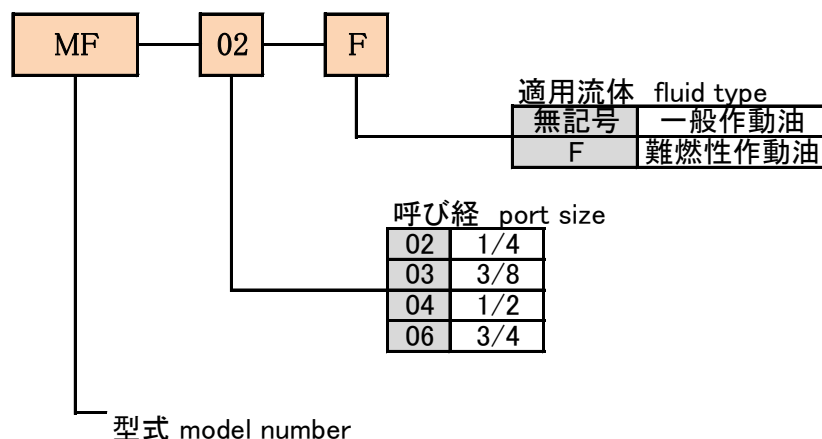 MF 02 F
適用流体 fluid type
無記号 一般作動油
F 難燃性作動油
呼び経 port size
02 1/4
03 3/8
04 1/2
06 3/4
型式 model number